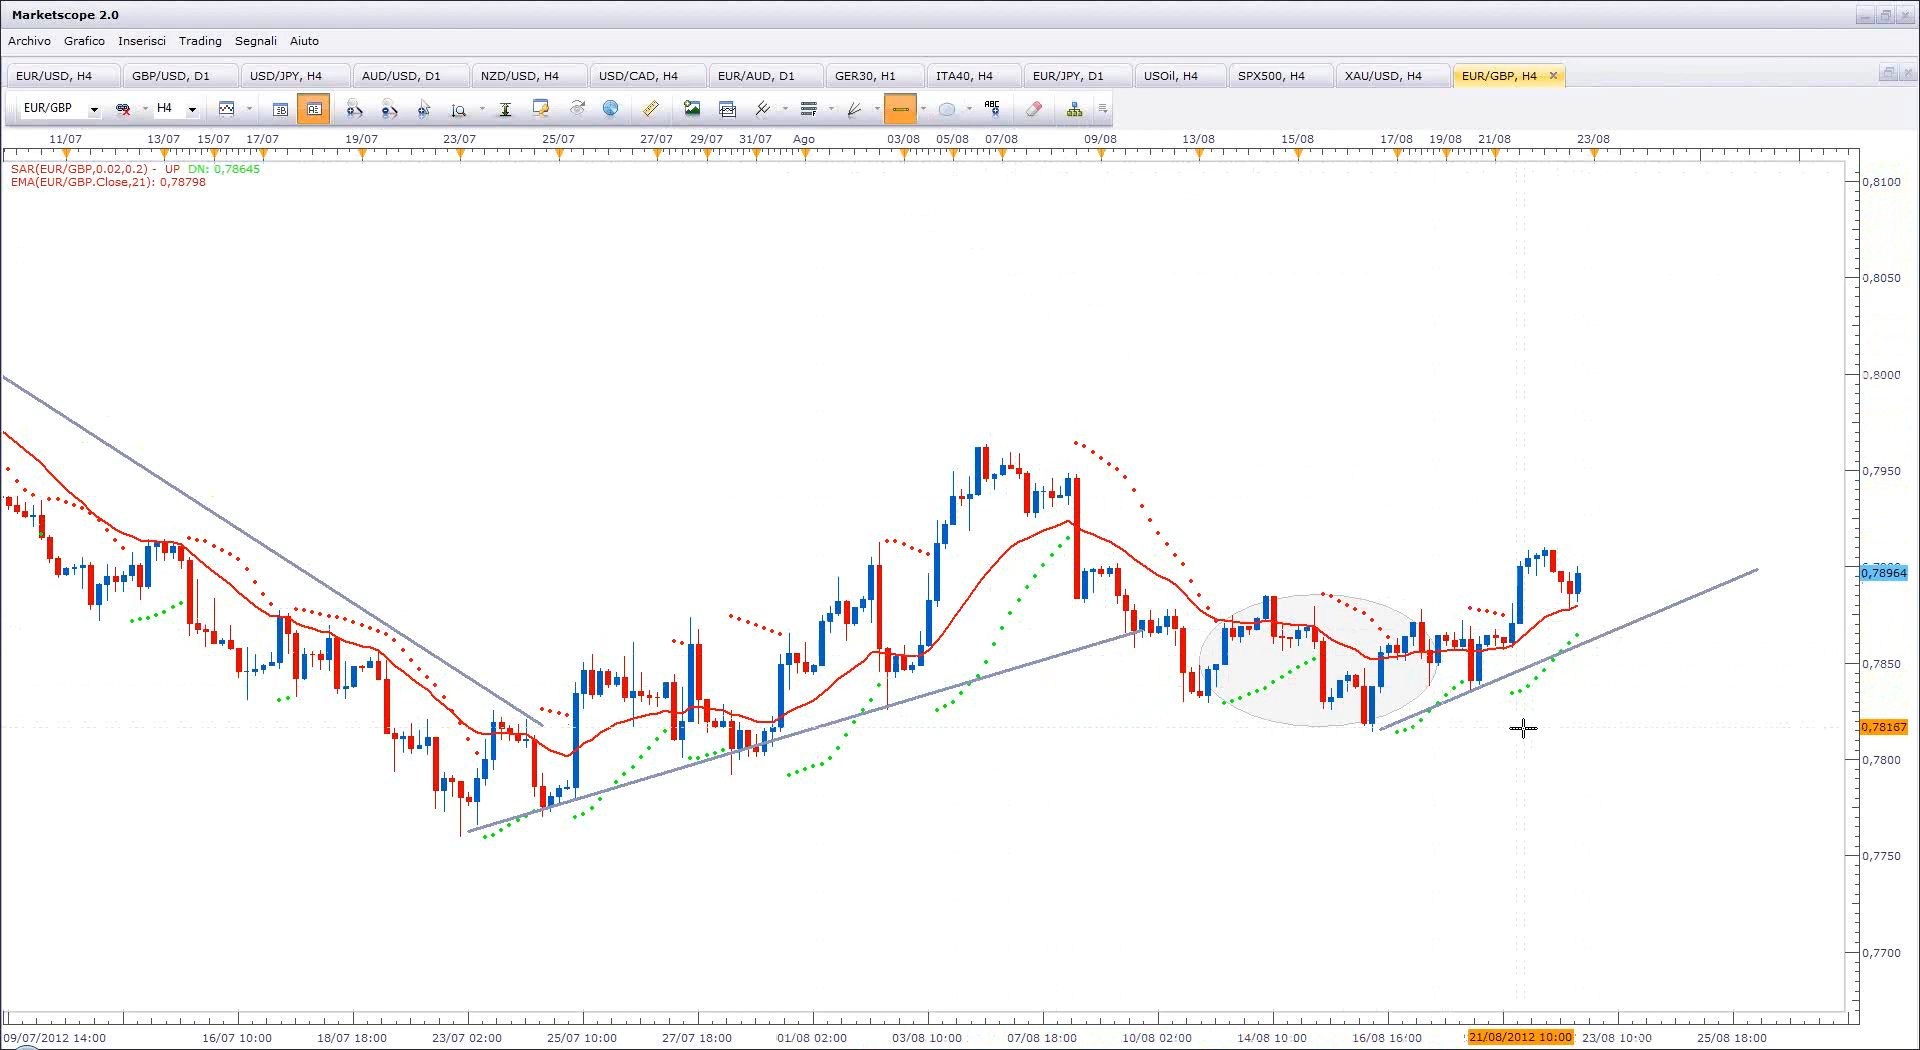 Marketscope 2.0
Archivo Grafico Inserisci Trading Segnali Aiuto
EUR/USD, H4 GBP/USD, D1 USD/JPY, H4 AUD/USD, D1 NZD/USD, H4 USD/CAD, H4 EUR/AUD, D1 GER30, H1 ITA40, H4 EUR/JPY, D1 USOil, H4 SPX500, H4 XAU/USD, H4 EUR/GBP, H4
EUR/GBP H4 ABC
11/07 13/07 15/07 17/07 19/07 23/07 25/07 27/07 29/07 31/07 Ago 03/08 05/08 07/08 09/08 13/08 15/08 17/08 19/08 21/08 23/08
SAR(EUR/GBP,0.02,0.2) - UP DN: 0,78645
EMA(EUR/GBP.Close,21): 0,78798
0,8100
0,8050
0,8000
0,7950
0,78964
0,7850
0,78167
0,7800
0,7750
0,7700
09/07/2012 14:00 16/07 10:00 18/07 18:00 23/07 02:00 25/07 10:00 27/07 18:00 01/08 02:00 03/08 10:00 07/08 18:00 10/08 02:00 14/08 10:00 16/08 16:00 21/08/2012 10:00 23/08 10:00 25/08 18:00